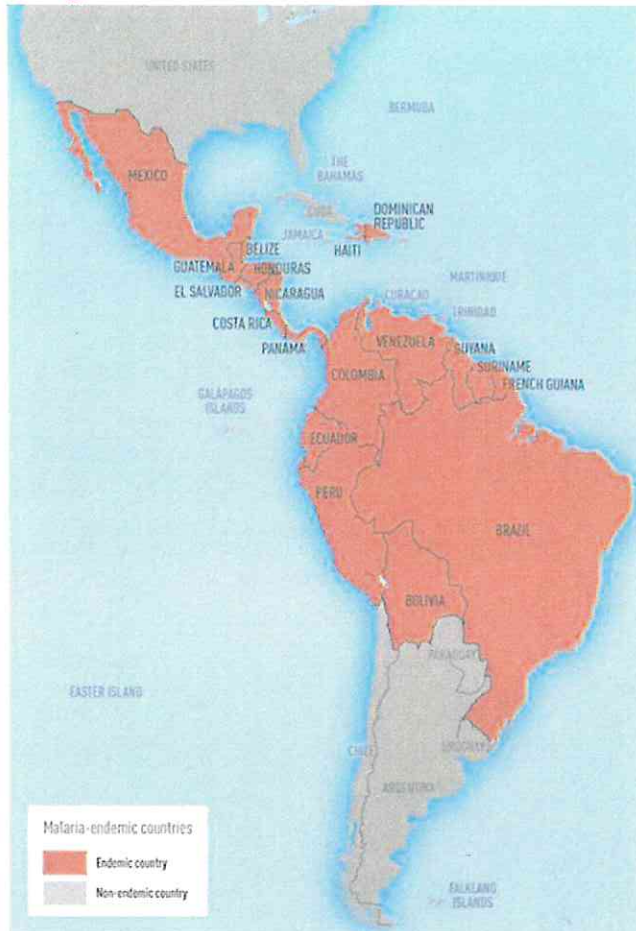 UNITED STATES
BERMUDA
THE
BAHAMAS
MEXICO
CUBA
DOMINICAN
REPUBLIC
JAMAICA
HAITI
BELIZE
GUATEMALA
HONDURAS
EL SALVADOR
NICARAGUA
MARTINIQUE
CURACAO
TRINIDAD
COSTA RICA
PANAMA
VENEZUELA
GUYANA
SURINAME
FRENCH GUIANA
COLOMBIA
GALAPAGOS
ISLANDS
ECUADOR
PERU
BRAZIL
BOLIVIA
PARAGUAY
EASTER ISLAND
CHILE
URUGUAY
ARGENTINA
Malaria-endemic countries
Endemic country
Non-endemic country
FALKLAND
ISLANDS